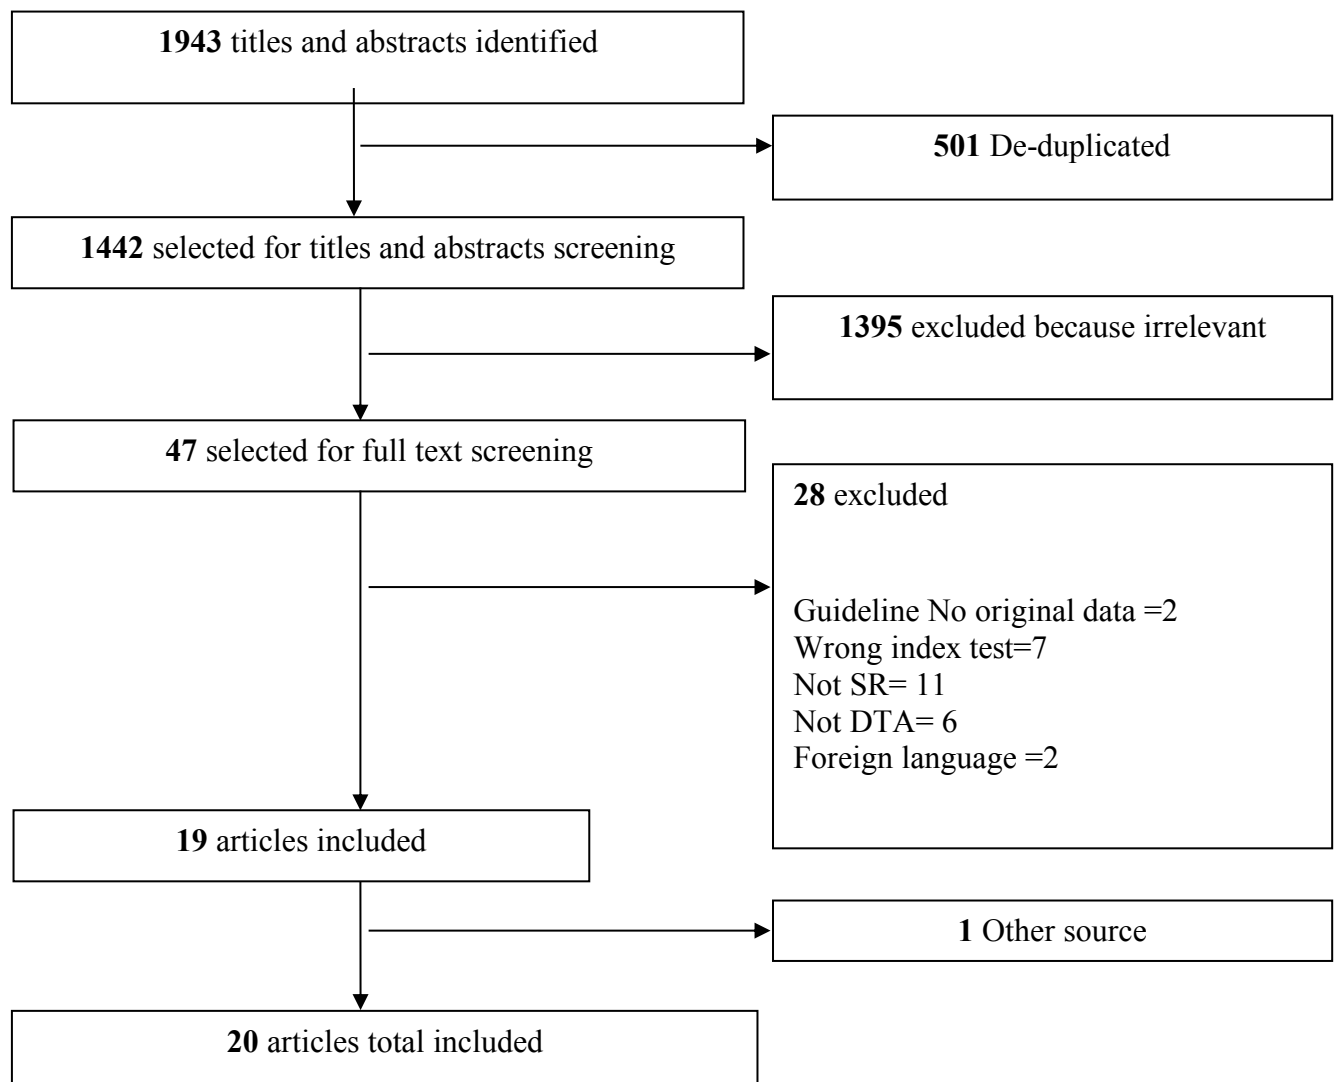 1943 titles and abstracts identified
501 De-duplicated
1442 selected for titles and abstracts screening
1395 excluded because irrelevant
47 selected for full text screening
28 excluded
Guideline No original data =2
Wrong index test=7
Not SR= 11
Not DTA= 6
Foreign language =2
19 articles included
1 Other source
20 articles total included